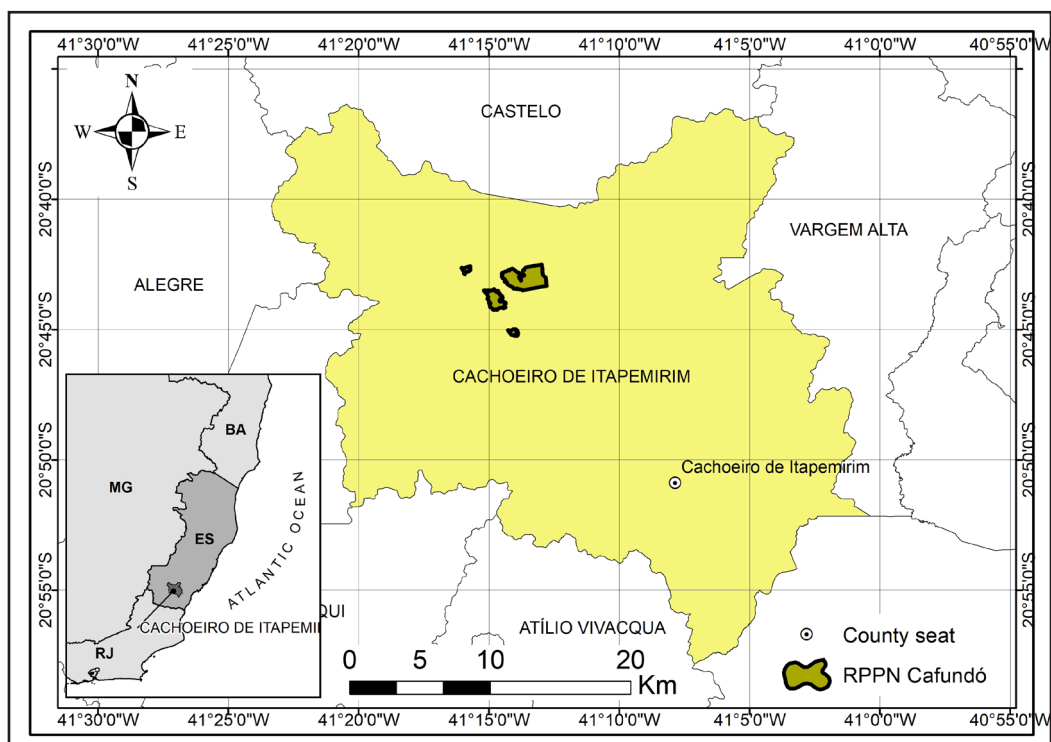 41°30'0"W 41°25'0"W 41°20'0"W 41°15'0"W 41°10'0"W 41°5'0"W 41°0'0"W 40°55'0"W
N
W E
S
CASTELO
20°40'0"S 20°40'0"S
VARGEM ALTA
ALEGRE
20°45'0"S 20°45'0"S
CACHOEIRO DE ITAPEMIRIM
BA
20°50'0"S 20°50'0"S
Cachoeiro de Itapemirim
MG
ATLANTIC OCEAN
ES
20°55'0"S 20°55'0"S
QUI
CACHOEIRO DE ITAPEMI
ATÍLIO VIVACQUA
County seat
RJ
0 5 10 20
Km
RPPN Cafundó
41°30'0"W 41°25'0"W 41°20'0"W 41°15'0"W 41°10'0"W 41°5'0"W 41°0'0"W 40°55'0"W